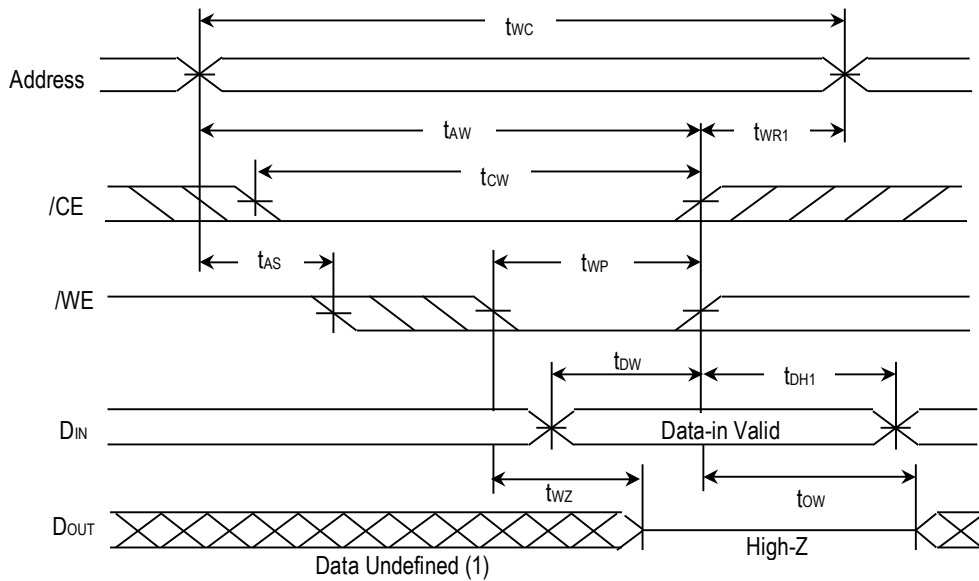 tWC
Address
tAW
tWR1
tCW
/CE
tAS
tWP
/WE
tDW
tDH1
DIN
Data-in Valid
tWZ
tOW
DOUT
High-Z
Data Undefined (1)